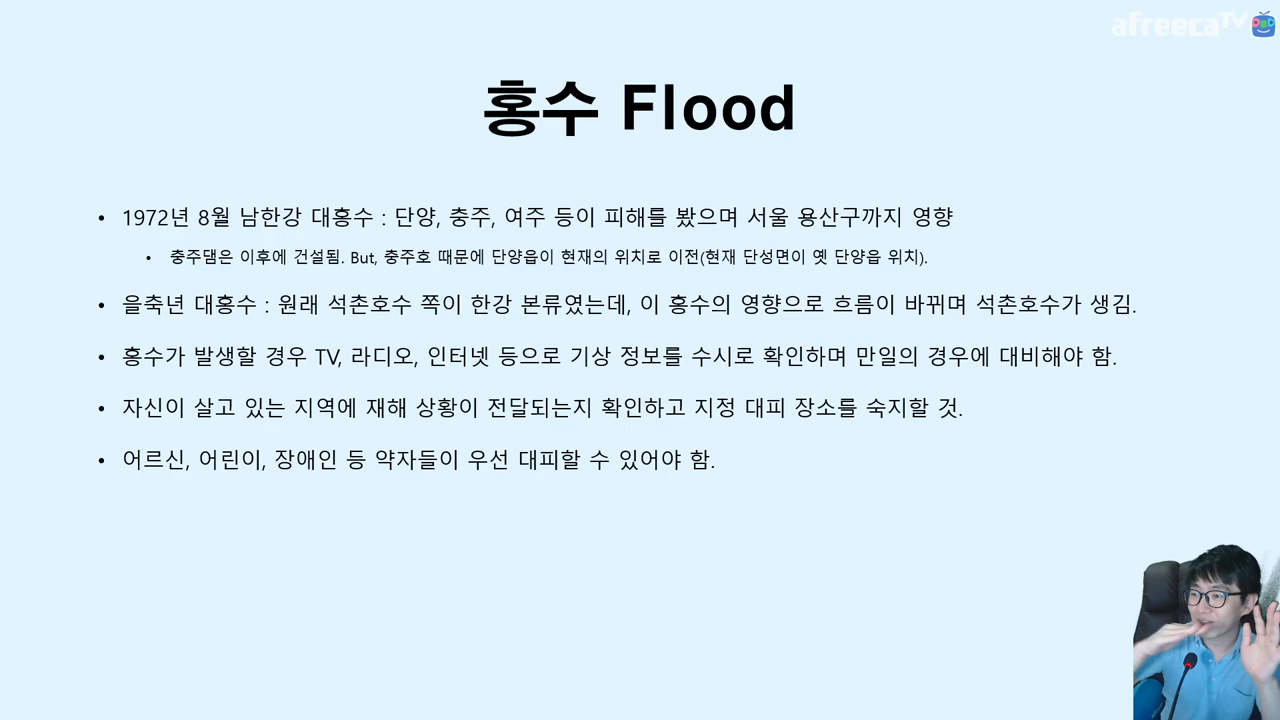 afreecaTV
홍수 Flood
• 1972년 8월 남한강 대홍수 : 단양, 충주, 여주 등이 피해를 봤으며 서울 용산구까지 영향
• 충주댐은 이후에 건설됨. But, 충주호 때문에 단양읍이 현재의 위치로 이전(현재 단성면이 옛 단양읍 위치).
• 을축년 대홍수 : 원래 석촌호수 쪽이 한강 본류였는데, 이 홍수의 영향으로 흐름이 바뀌며 석촌호수가 생김.
• 홍수가 발생할 경우 TV, 라디오, 인터넷 등으로 기상 정보를 수시로 확인하며 만일의 경우에 대비해야 함.
• 자신이 살고 있는 지역에 재해 상황이 전달되는지 확인하고 지정 대피 장소를 숙지할 것.
• 어르신, 어린이, 장애인 등 약자들이 우선 대피할 수 있어야 함.